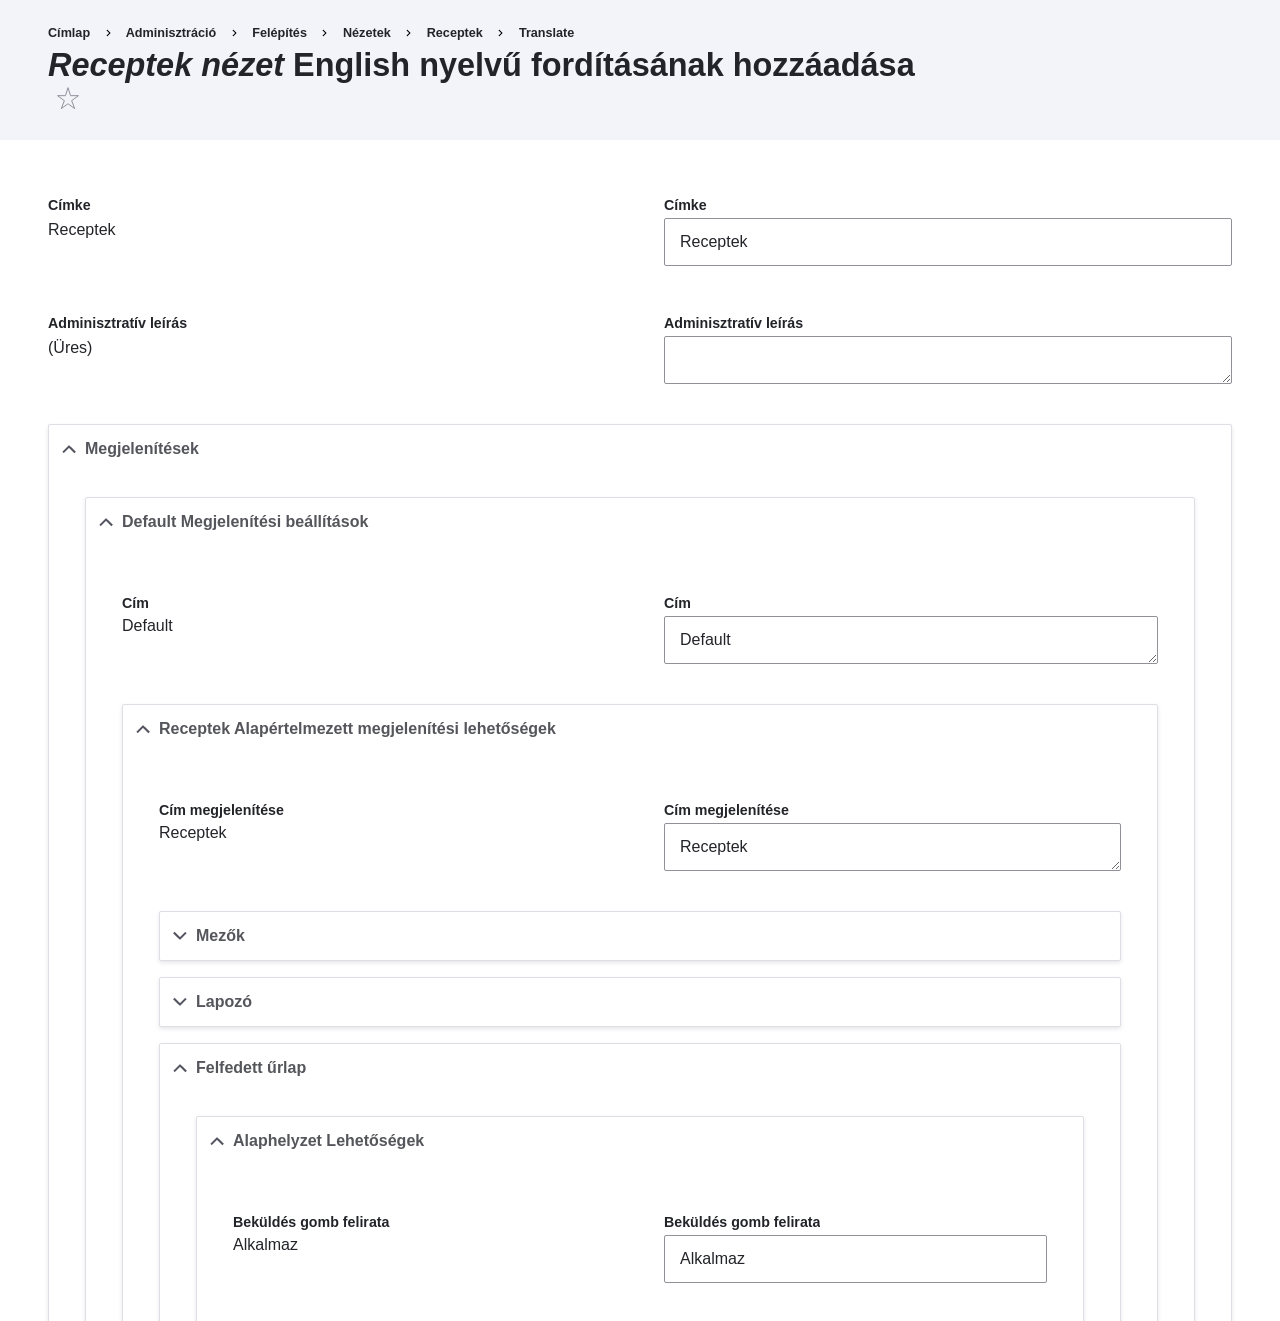 Címlap Adminisztráció Felépítés Nézetek Receptek Translate
Receptek nézet English nyelvű fordításának hozzáadása
Címke Címke
Receptek Receptek
Adminisztratív leírás Adminisztratív leírás
(Üres)
Megjelenítések
Default Megjelenítési beállítások
Cím Cím
Default Default
Receptek Alapértelmezett megjelenítési lehetőségek
Cím megjelenítése Cím megjelenítése
Receptek Receptek
Mezők
Lapozó
Felfedett űrlap
Alaphelyzet Lehetőségek
Beküldés gomb felirata Beküldés gomb felirata
Alkalmaz Alkalmaz